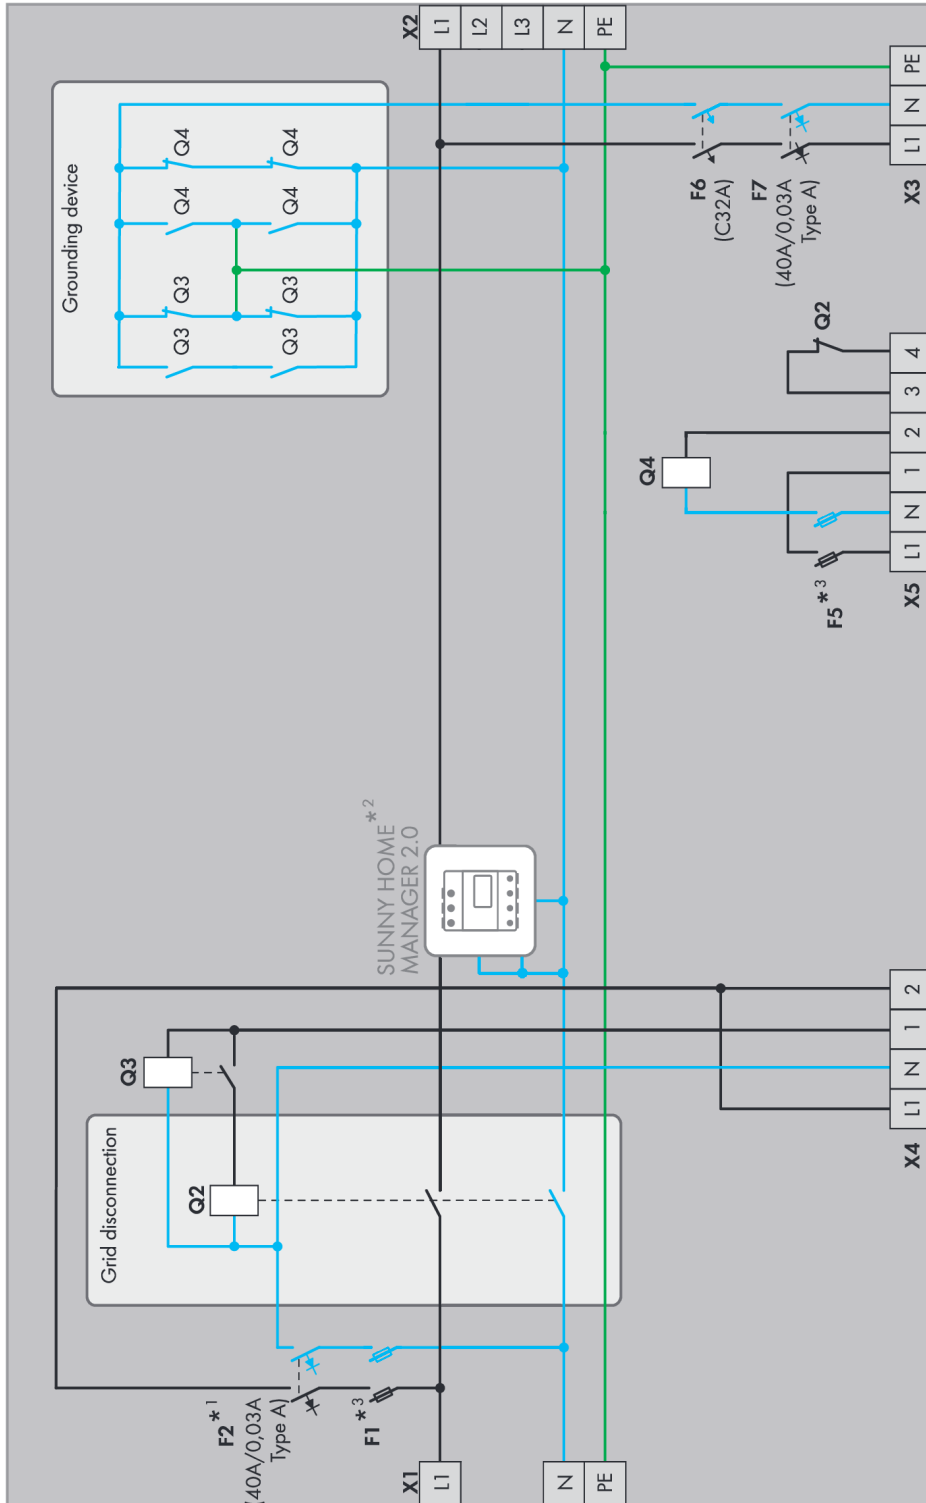 X2
L1
L2
L3
N
PE
PE
N
L1
X3
Grounding device
Q4
Q4
Q4
Q4
Q3
Q3
Q3
Q3
F6
(C32A)
F7
(40A/0,03A
Type A)
Q2
4
3
2
1
N
L1
X5
Q4
F5*3
SUNNY HOME*2
MANAGER 2.0
2
1
N
L1
X4
Q3
Grid disconnection
Q2
F2*1
(40A/0,03A
Type A)
F1*3
X1
L1
N
PE